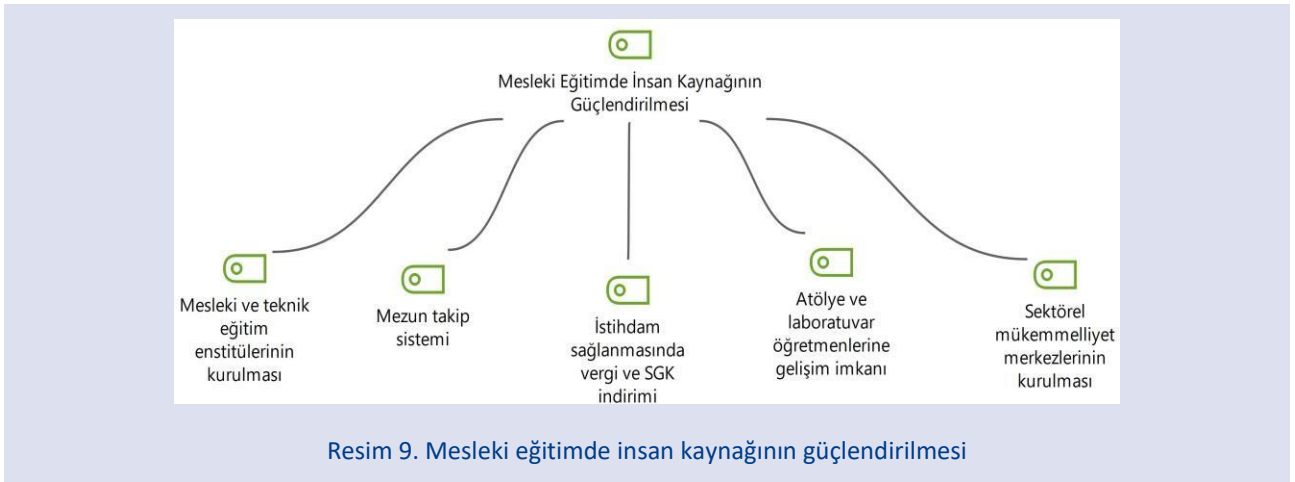 Mesleki Eğitimde İnsan Kaynağının
Güçlendirilmesi
Mesleki ve teknik
eğitim
enstitülerinin
kurulması
Mezun takip
sistemi
İstihdam
sağlanmasında
vergi ve SGK
indirimi
Atölye ve
laboratuvar
öğretmenlerine
gelişim imkanı
Sektörel
mükemmelliyet
merkezlerinin
kurulması
Resim 9. Mesleki eğitimde insan kaynağının güçlendirilmesi